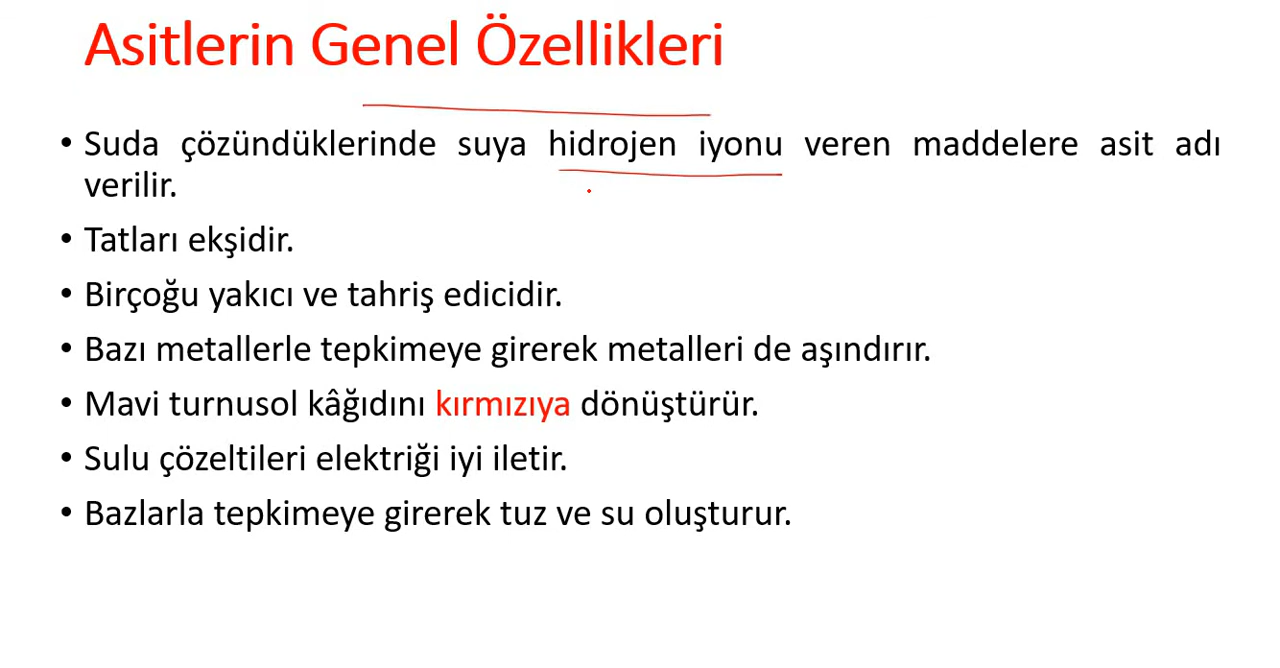 Asitlerin Genel Özellikleri
• Suda çözündüklerinde suya hidrojen iyonu veren maddelere asit adı
verilir.
• Tatları ekşidir.
• Birçoğu yakıcı ve tahriş edicidir.
• Bazı metallerle tepkimeye girerek metalleri de aşındırır.
• Mavi turnusol kâğıdını kırmızıya dönüştürür.
• Sulu çözeltileri elektriği iyi iletir.
• Bazlarla tepkimeye girerek tuz ve su oluşturur.